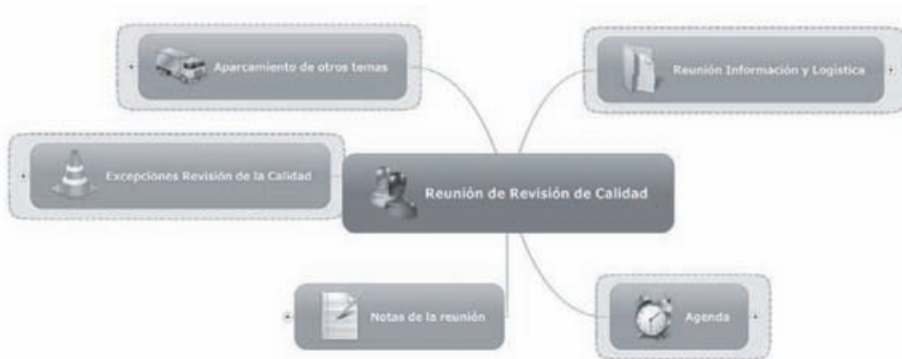 Aparcamiento de otros temas
Reunión Información y Logística
Excepciones Revisión de la Calidad
Reunión de Revisión de Calidad
Notas de la reunión
Agenda